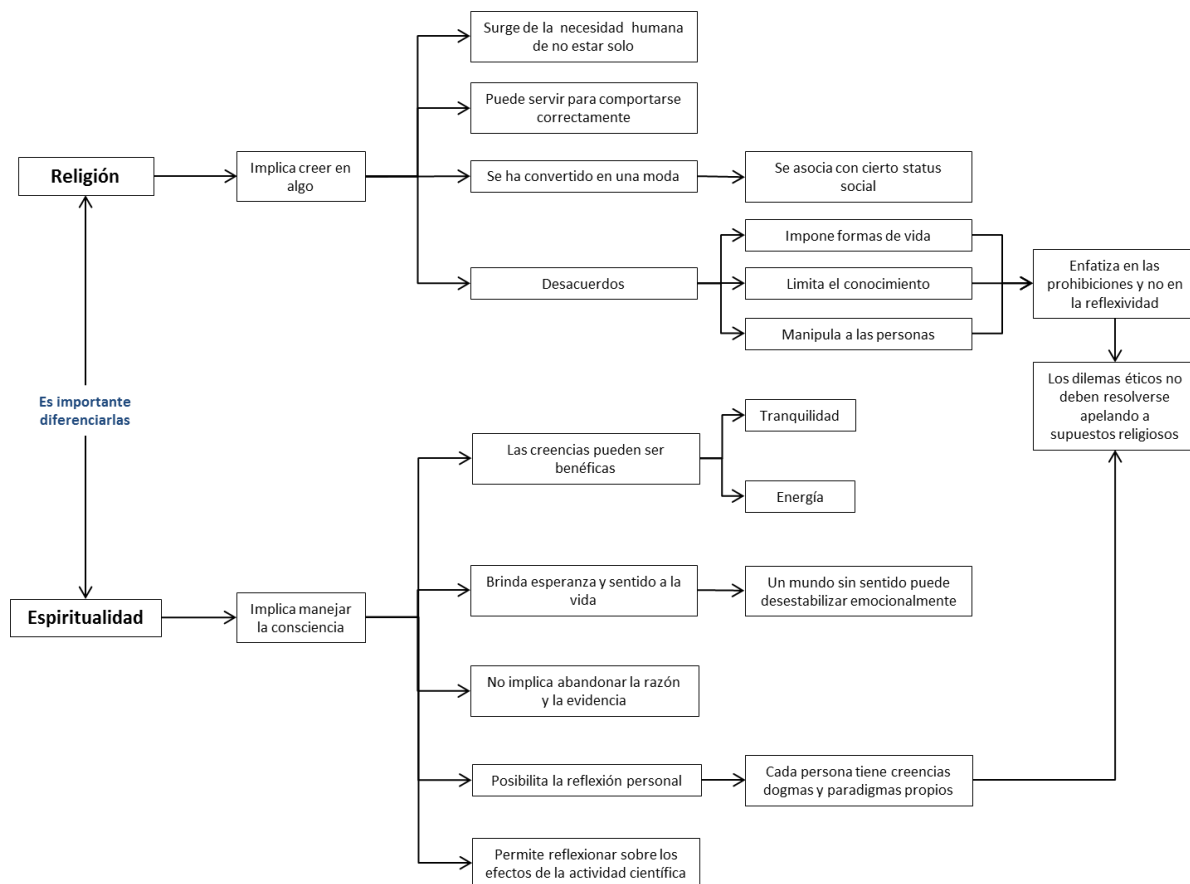 Surge de la necesidad humana
de no estar solo
Puede servir para comportarse
correctamente
Religión
Implica creer en
algo
Se ha convertido en una moda
Se asocia con cierto status
social
Desacuerdos
Impone formas de vida
Limita el conocimiento
Manipula a las personas
Enfatiza en las
prohibiciones y no en
la reflexividad
Los dilemas éticos no
deben resolverse
apelando a
supuestos religiosos
Es importante
diferenciarlas
Las creencias pueden ser
benéficas
Tranquilidad
Energía
Espiritualidad
Implica manejar
la consciencia
Brinda esperanza y sentido a la
vida
Un mundo sin sentido puede
desestabilizar emocionalmente
No implica abandonar la razón
y la evidencia
Posibilita la reflexión personal
Cada persona tiene creencias
dogmas y paradigmas propios
Permite reflexionar sobre los
efectos de la actividad científica